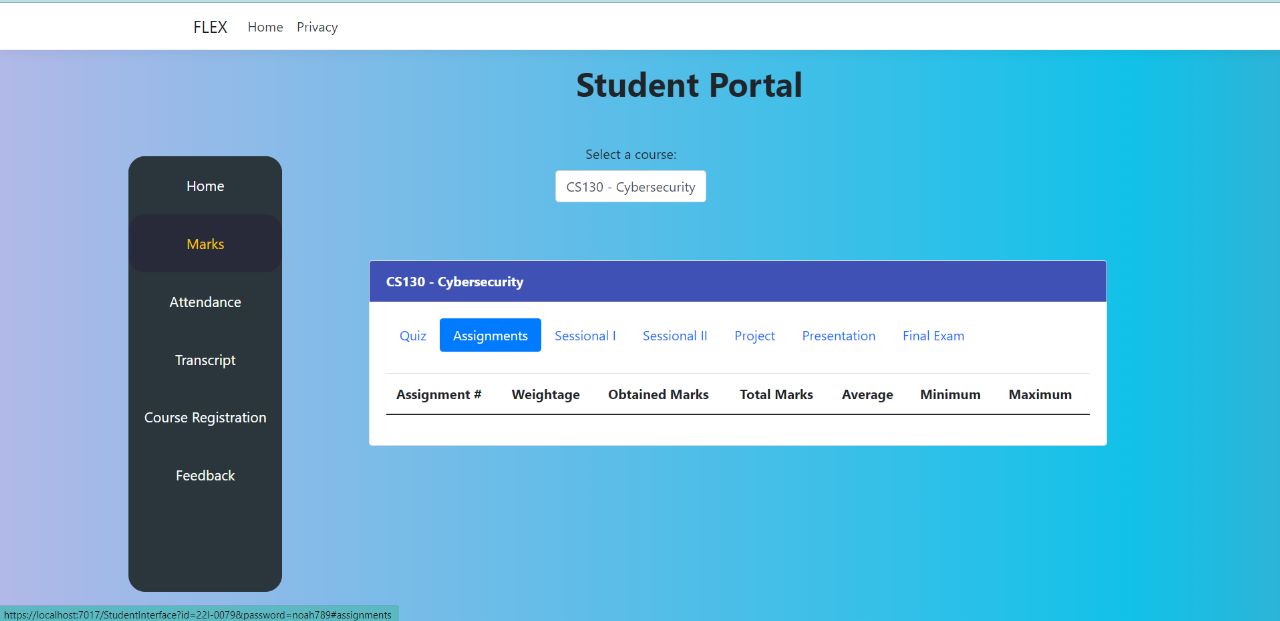 FLEX Home Privacy
Student Portal
Select a course:
CS130 - Cybersecurity
Home
Marks
Attendance
Transcript
Course Registration
Feedback
CS130 - Cybersecurity
Quiz Assignments Sessional I Sessional II Project Presentation Final Exam
Assignment # Weightage Obtained Marks Total Marks Average Minimum Maximum
https://localhost:7017/StudentInterface?id=22I-0079&password=noah789#assignments